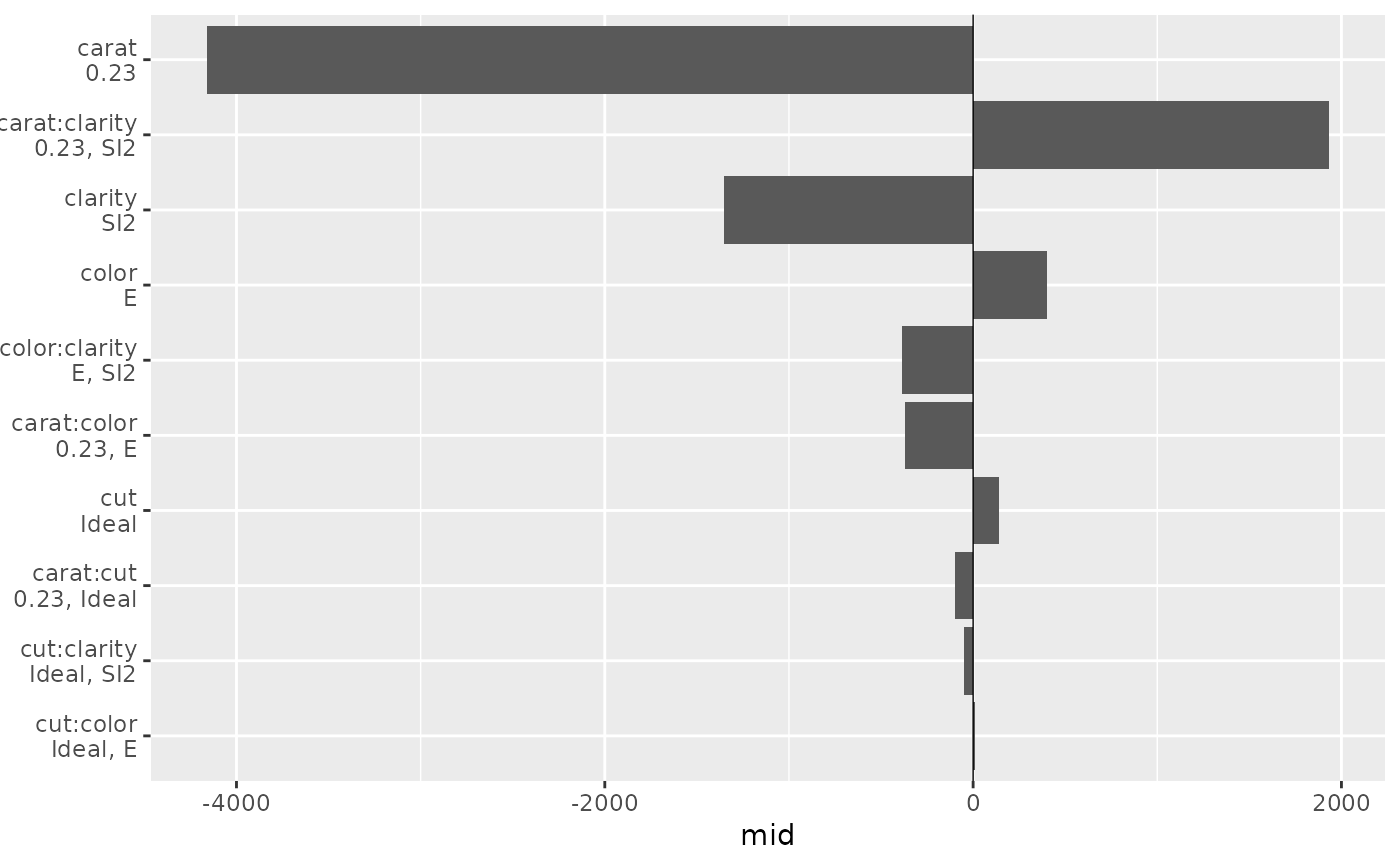 carat
0.23
carat:clarity
0.23, SI2
clarity
SI2
color
E
color:clarity
E, SI2
carat:color
0.23, E
cut
Ideal
carat:cut
0.23, Ideal
cut:clarity
Ideal, SI2
cut:color
Ideal, E
-4000
-2000
0
2000
mid